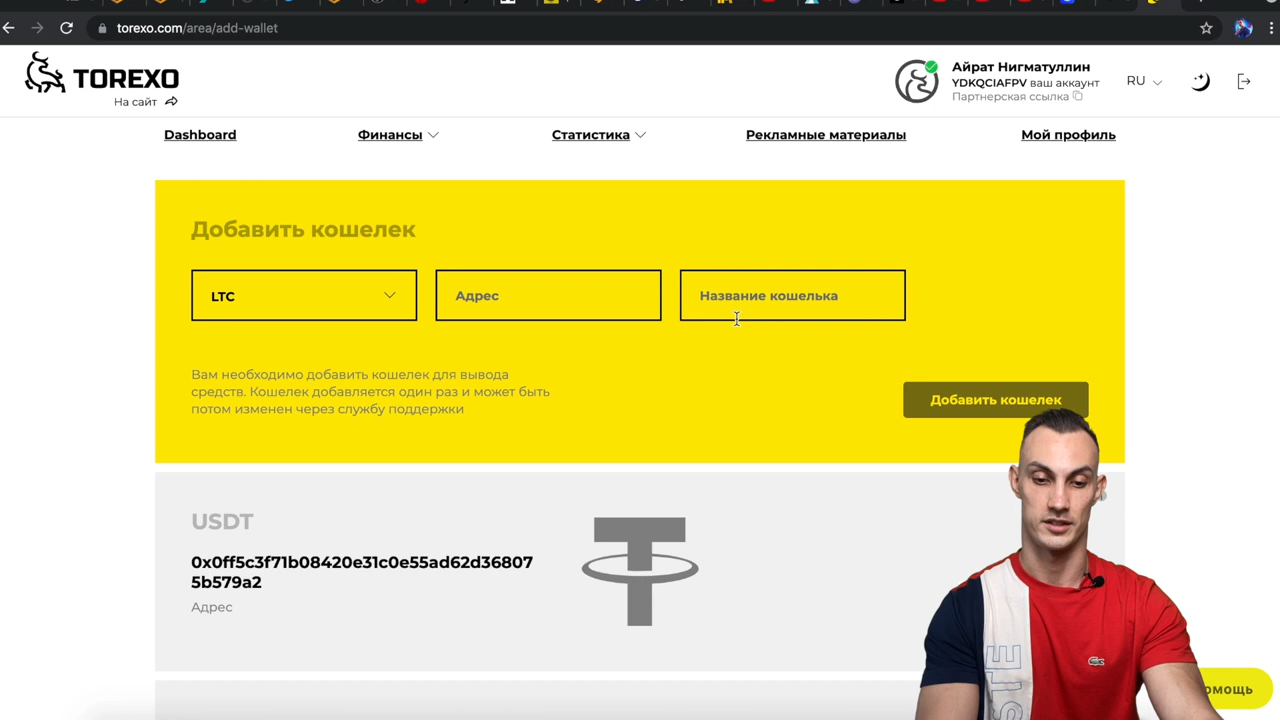 torexo.com/area/add-wallet
TOREXO
На сайт
Айрат Нигматуллин
YDKQCIAFPV ваш аккаунт
Партнерская ссылка
RU
Dashboard
Финансы
Статистика
Рекламные материалы
Мой профиль
Добавить кошелек
LTC
Адрес
Название кошелька
Вам необходимо добавить кошелек для вывода
средств. Кошелек добавляется один раз и может быть
потом изменен через службу поддержки
Добавить кошелек
USDT
0x0ff5c3f71b08420e31c0e55ad62d36807
5b579a2
Адрес